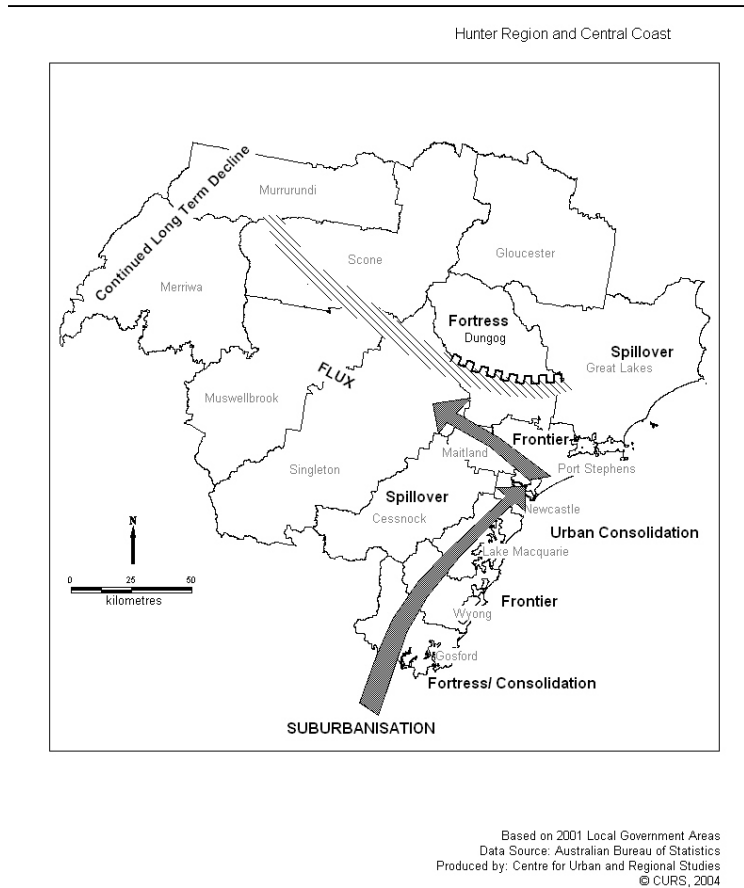 Hunter Region and Central Coast
Continued Long Term Decline
Murrurundi
Merriwa
Scone
Gloucester
Fortress
Dungog
Spillover
Great Lakes
FLUX
Muswellbrook
Singleton
Maitland
Frontier
Port Stephens
Spillover
Cessnock
Newcastle
Urban Consolidation
Lake Macquarie
N
0 25 50
kilometres
Frontier
Wyong
Gosford
Fortress/ Consolidation
SUBURBANISATION
Based on 2001 Local Government Areas
Data Source: Australian Bureau of Statistics
Produced by: Centre for Urban and Regional Studies
© CURS, 2004